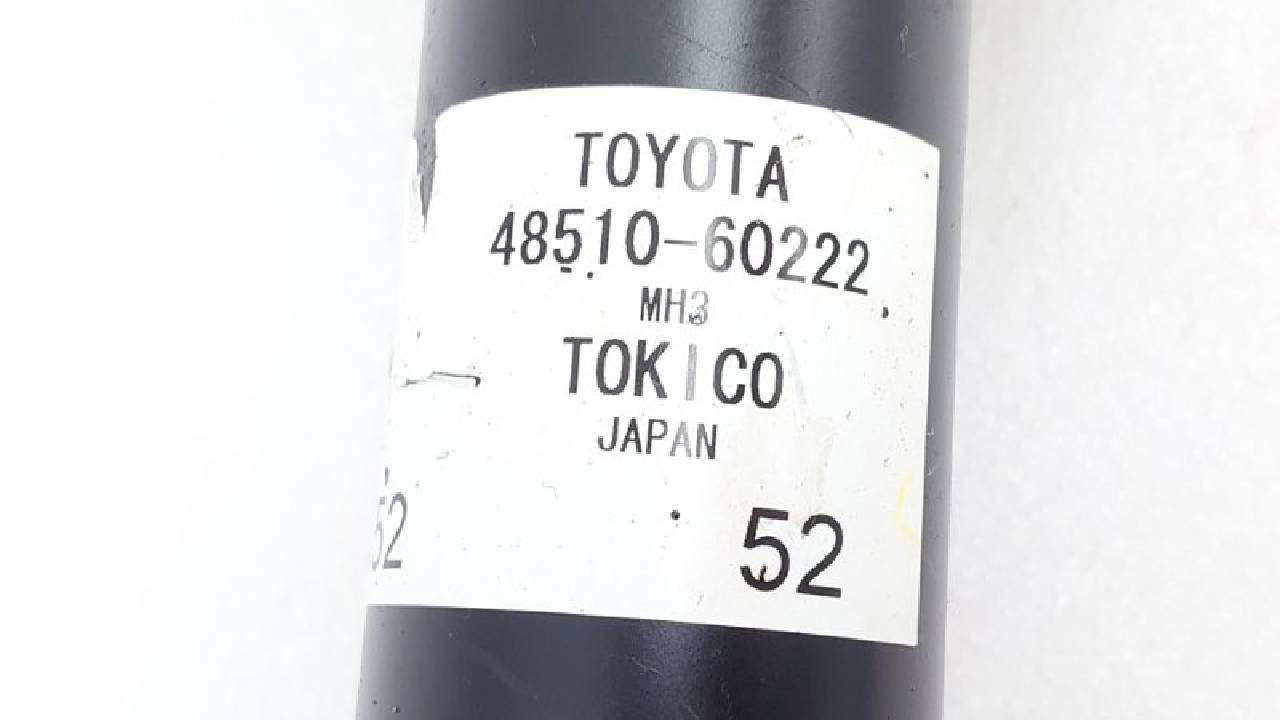 TOYOTA
48510-60222
MH3
TOKICO
JAPAN
52
52